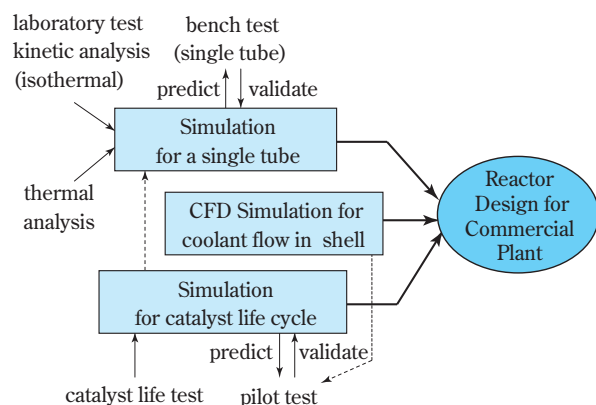 laboratory test
kinetic analysis
(isothermal)
bench test
(single tube)
predict
validate
Simulation
for a single tube
thermal
analysis
CFD Simulation for
coolant flow in shell
Reactor
Design for
Commercial
Plant
Simulation
for catalyst life cycle
predict
validate
catalyst life test
pilot test